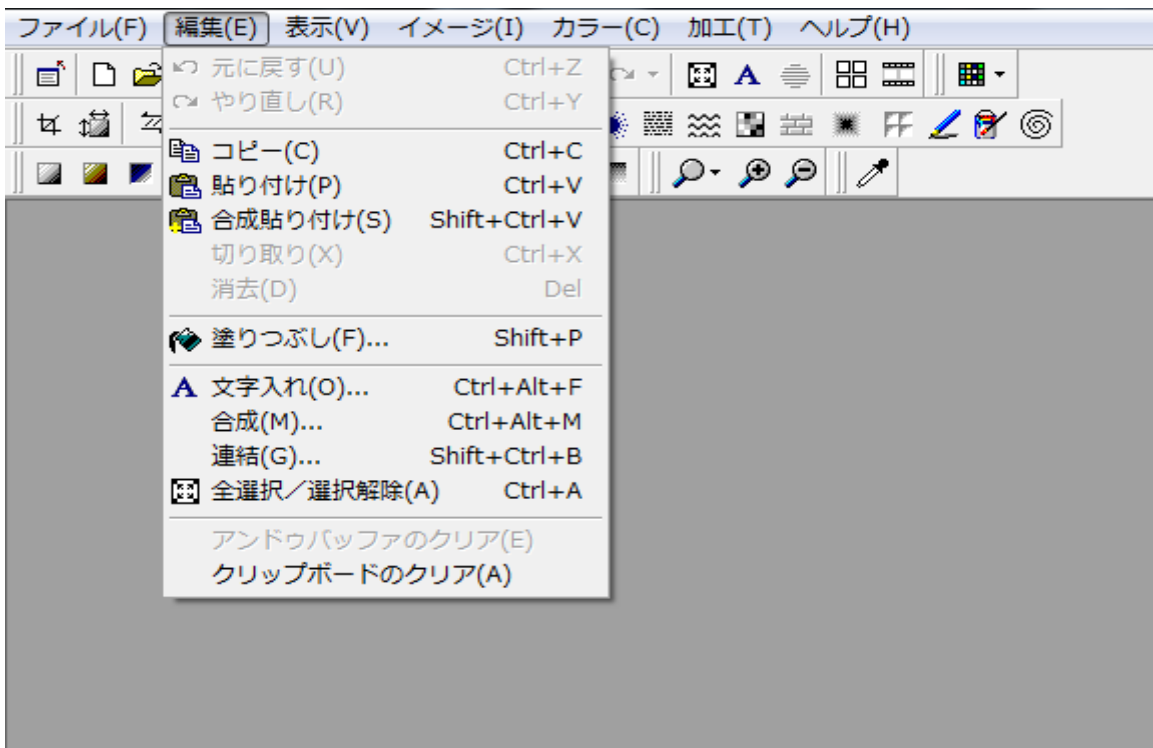 ファイル(F) 編集(E) 表示(V) イメージ(I) カラー(C) 加工(T) ヘルプ(H)
元に戻す(U) Ctrl+Z
やり直し(R) Ctrl+Y
コピー(C) Ctrl+C
貼り付け(P) Ctrl+V
合成貼り付け(S) Shift+Ctrl+V
切り取り(X) Ctrl+X
消去(D) Del
塗りつぶし(F)... Shift+P
文字入れ(O)... Ctrl+Alt+F
合成(M)... Ctrl+Alt+M
連結(G)... Shift+Ctrl+B
全選択／選択解除(A) Ctrl+A
アンドゥバッファのクリア(E)
クリップボードのクリア(A)